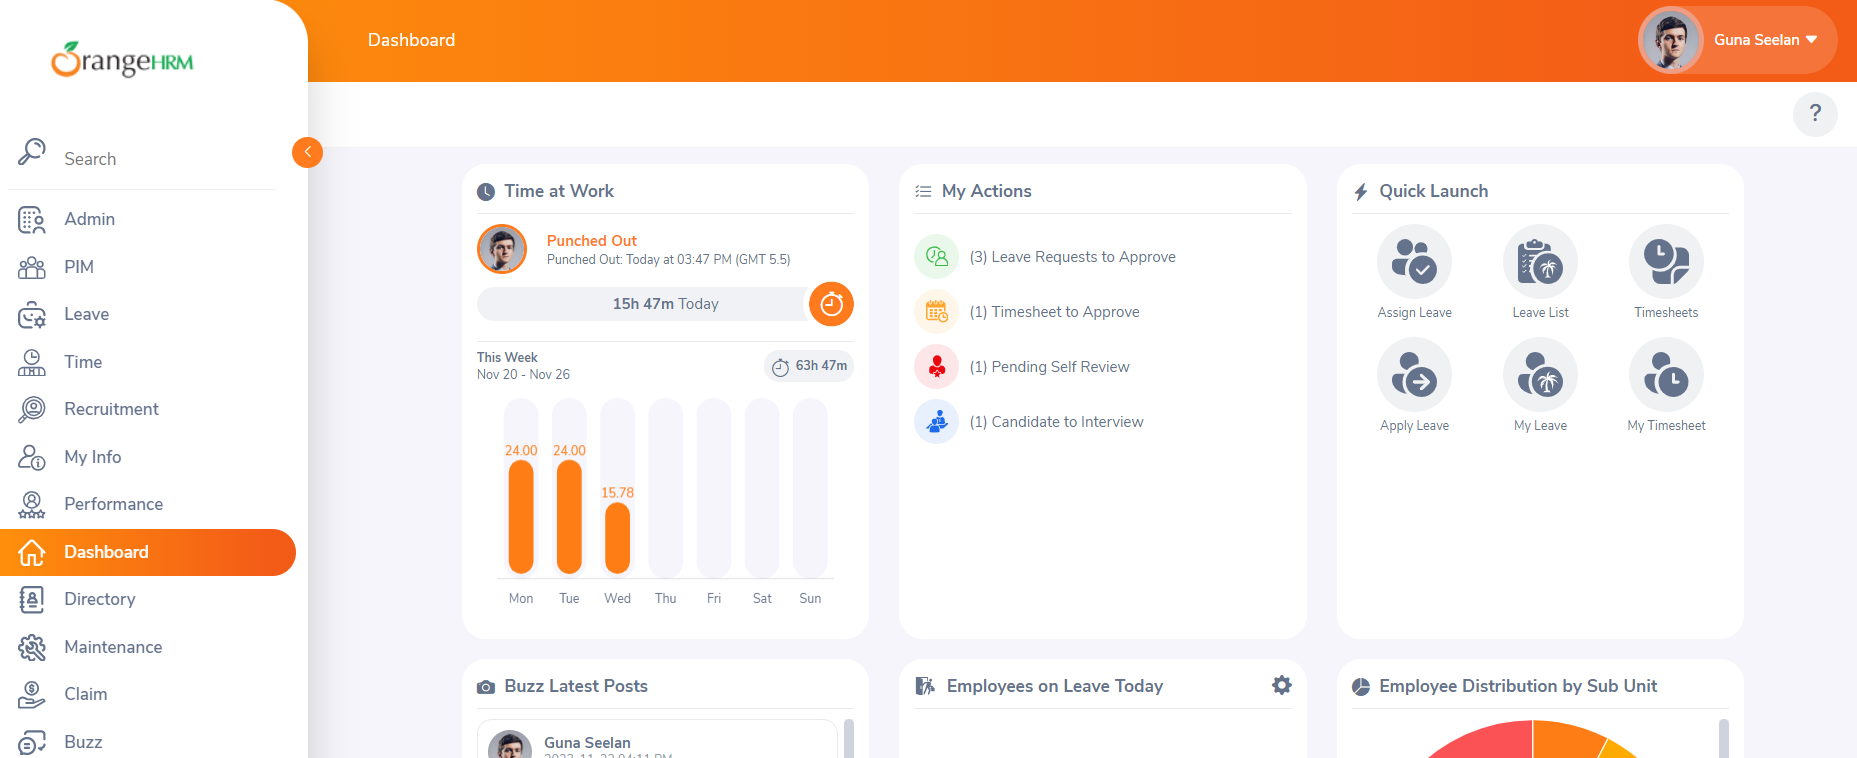 OrangeHRM
Dashboard
Guna Seelan
?
Search
Admin
PIM
Leave
Time
Recruitment
My Info
Performance
Dashboard
Directory
Maintenance
Claim
Buzz
Time at Work
Punched Out
Punched Out: Today at 03:47 PM (GMT 5.5)
15h 47m Today
This Week
Nov 20 - Nov 26
63h 47m
24.00 24.00 15.78
Mon Tue Wed Thu Fri Sat Sun
My Actions
(3) Leave Requests to Approve
(1) Timesheet to Approve
(1) Pending Self Review
(1) Candidate to Interview
Quick Launch
Assign Leave Leave List Timesheets
Apply Leave My Leave My Timesheet
Buzz Latest Posts
Guna Seelan
Employees on Leave Today
Employee Distribution by Sub Unit